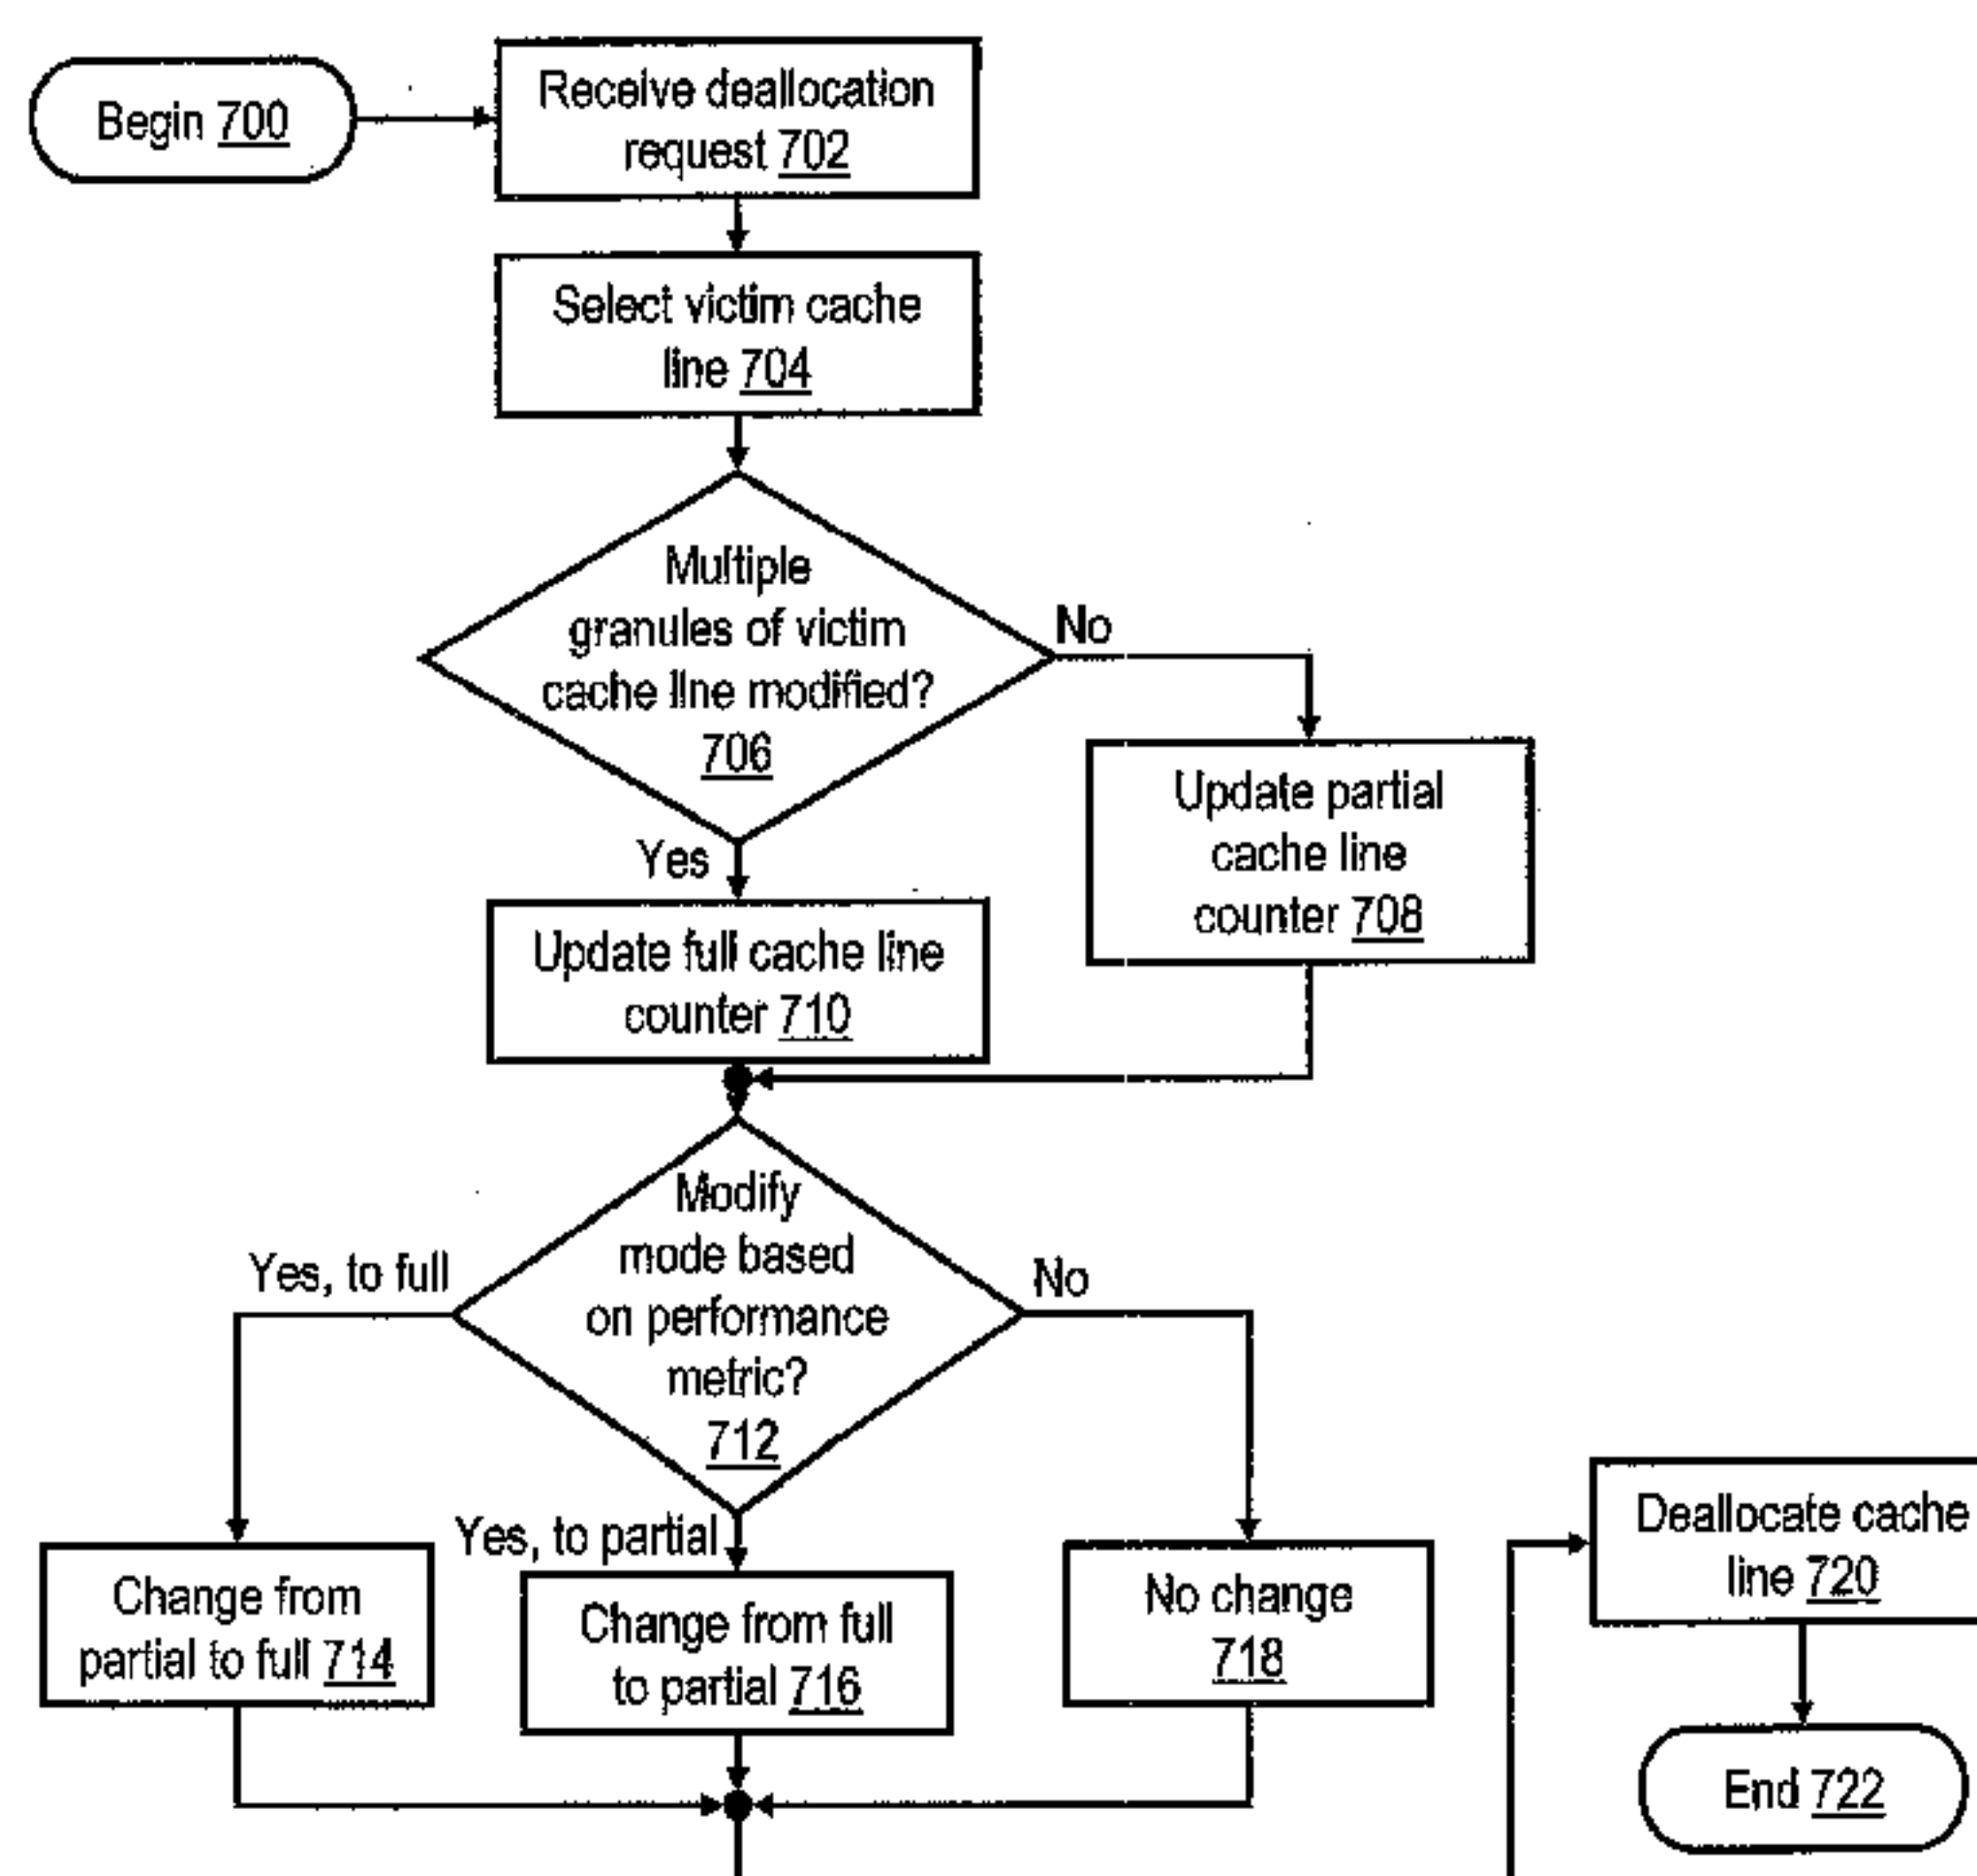 Begin 700
Receive deallocation
request 702
Select victim cache
line 704
Multiple
granules of victim
cache line modified?
706
No
Yes
Update partial
cache line
counter 708
Update full cache line
counter 710
Modify
mode based
on performance
metric?
712
Yes, to full
No
Yes, to partial
Change from
partial to full 714
Change from full
to partial 716
No change
718
Deallocate cache
line 720
End 722